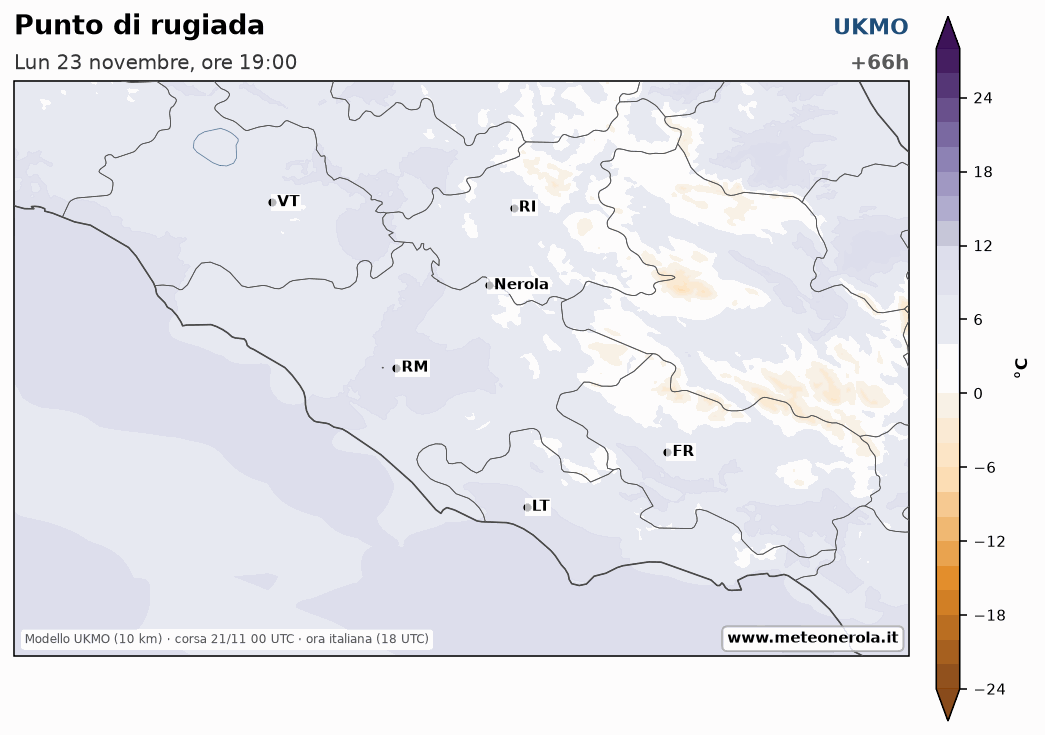 Punto di rugiada
UKMO
Lun 23 novembre, ore 19:00
+66h
VT
RI
Nerola
RM
FR
LT
24
18
12
6
0
−6
−12
−18
−24
°C
Modello UKMO (10 km) · corsa 21/11 00 UTC · ora italiana (18 UTC)
www.meteonerola.it